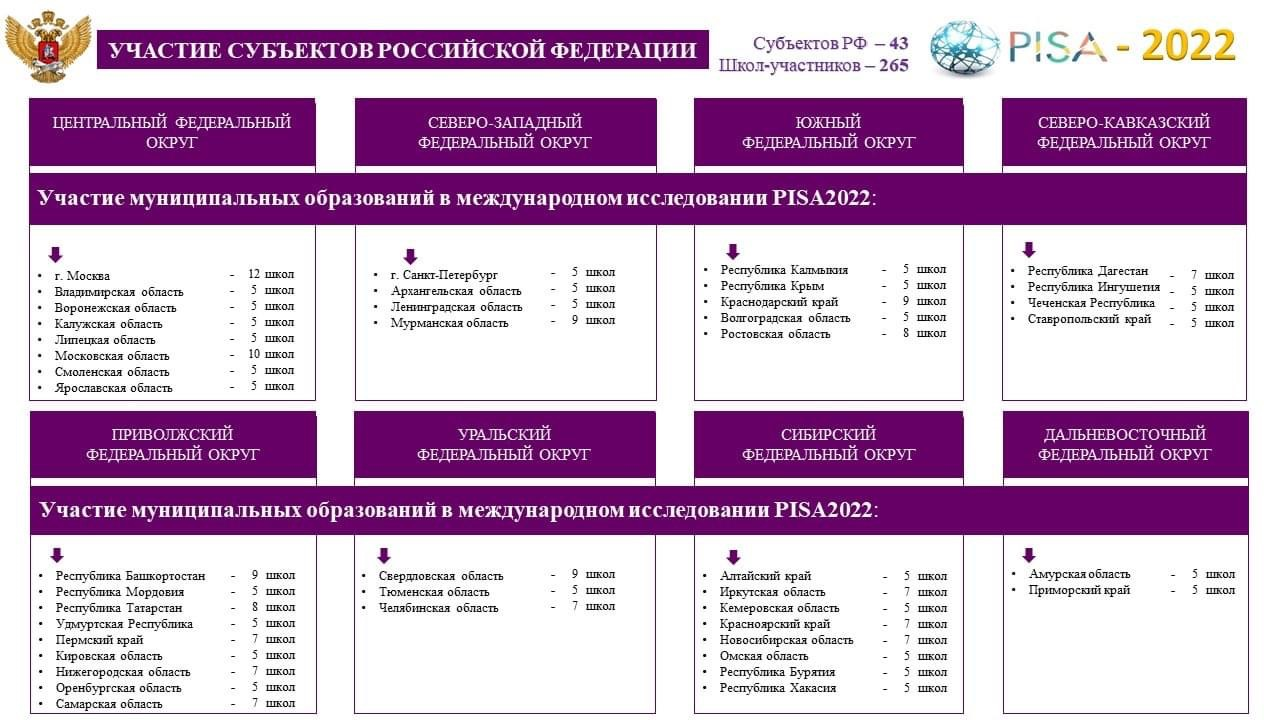 УЧАСТИЕ СУБЪЕКТОВ РОССИЙСКОЙ ФЕДЕРАЦИИ
Субъектов РФ – 43
Школ-участников – 265
PISA - 2022
ЦЕНТРАЛЬНЫЙ ФЕДЕРАЛЬНЫЙ
ОКРУГ
СЕВЕРО-ЗАПАДНЫЙ
ФЕДЕРАЛЬНЫЙ ОКРУГ
ЮЖНЫЙ
ФЕДЕРАЛЬНЫЙ ОКРУГ
СЕВЕРО-КАВКАЗСКИЙ
ФЕДЕРАЛЬНЫЙ ОКРУГ
Участие муниципальных образований в международном исследовании PISA2022:
• г. Москва - 12 школ
• Владимирская область - 5 школ
• Воронежская область - 5 школ
• Калужская область - 5 школ
• Липецкая область - 5 школ
• Московская область - 10 школ
• Смоленская область - 5 школ
• Ярославская область - 5 школ
• г. Санкт-Петербург - 5 школ
• Архангельская область - 5 школ
• Ленинградская область - 5 школ
• Мурманская область - 9 школ
• Республика Калмыкия - 5 школ
• Республика Крым - 5 школ
• Краснодарский край - 9 школ
• Волгоградская область - 5 школ
• Ростовская область - 8 школ
• Республика Дагестан - 7 школ
• Республика Ингушетия - 5 школ
• Чеченская Республика - 5 школ
• Ставропольский край - 5 школ
ПРИВОЛЖСКИЙ
ФЕДЕРАЛЬНЫЙ ОКРУГ
УРАЛЬСКИЙ
ФЕДЕРАЛЬНЫЙ ОКРУГ
СИБИРСКИЙ
ФЕДЕРАЛЬНЫЙ ОКРУГ
ДАЛЬНЕВОСТОЧНЫЙ
ФЕДЕРАЛЬНЫЙ ОКРУГ
Участие муниципальных образований в международном исследовании PISA2022:
• Республика Башкортостан - 9 школ
• Республика Мордовия - 5 школ
• Республика Татарстан - 8 школ
• Удмуртская Республика - 5 школ
• Пермский край - 7 школ
• Кировская область - 5 школ
• Нижегородская область - 7 школ
• Оренбургская область - 5 школ
• Самарская область - 7 школ
• Свердловская область - 9 школ
• Тюменская область - 5 школ
• Челябинская область - 7 школ
• Алтайский край - 5 школ
• Иркутская область - 7 школ
• Кемеровская область - 5 школ
• Красноярский край - 7 школ
• Новосибирская область - 7 школ
• Омская область - 5 школ
• Республика Бурятия - 5 школ
• Республика Хакасия - 5 школ
• Амурская область - 5 школ
• Приморский край - 5 школ